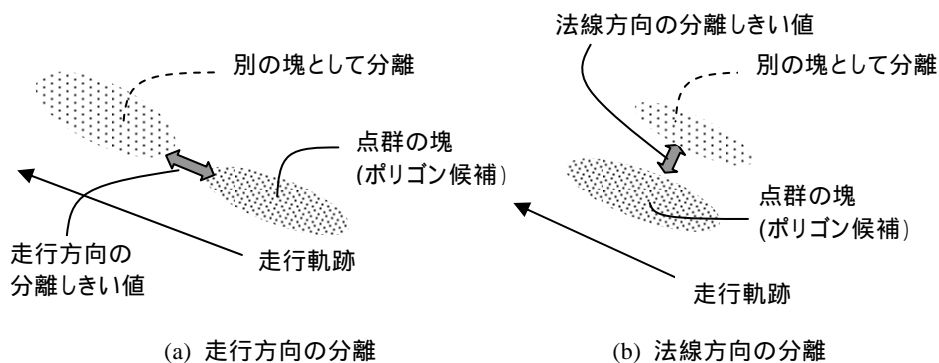 別の塊として分離
点群の塊
(ポリゴン候補)
走行方向の
分離しきい値
走行軌跡
(a) 走行方向の分離
法線方向の分離しきい値
別の塊として分離
点群の塊
(ポリゴン候補)
走行軌跡
(b) 法線方向の分離